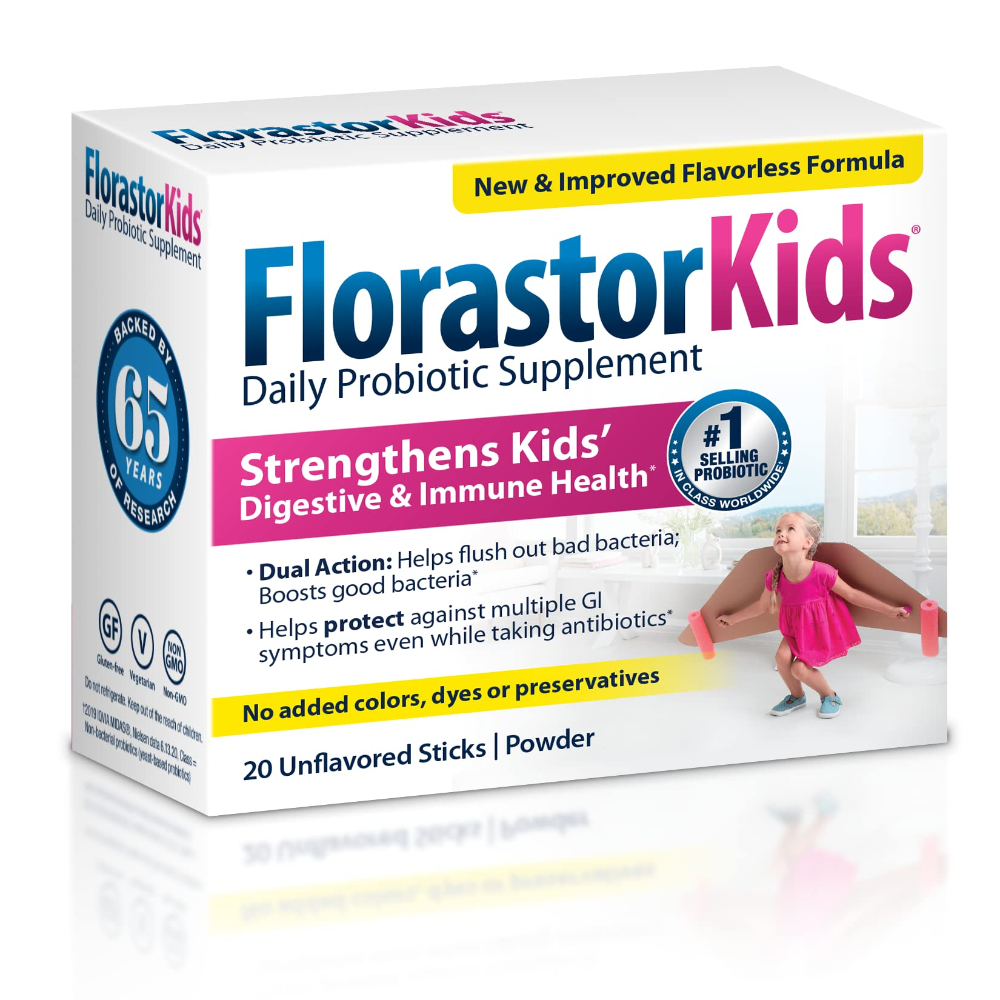 FlorastorKids®
Daily Probiotic Supplement
New & Improved Flavorless Formula
FlorastorKids®
Daily Probiotic Supplement
Strengthens Kids’
Digestive & Immune Health*
#1
SELLING
PROBIOTIC
IN CLASS WORLDWIDE†
• Dual Action: Helps flush out bad bacteria;
Boosts good bacteria*
• Helps protect against multiple GI
symptoms even while taking antibiotics*
No added colors, dyes or preservatives
20 Unflavored Sticks | Powder
FlorastorKids®
Daily Probiotic Supplement
BACKED BY
65
YEARS
OF RESEARCH
GF
Gluten-free
V
Vegetarian
NON
GMO
Non-GMO
Do not refrigerate. Keep out of the reach of children.
†2019 IQVIA MIDAS®, Nielsen data 6.13.20, Class =
Non-bacterial probiotics (yeast-based probiotics)